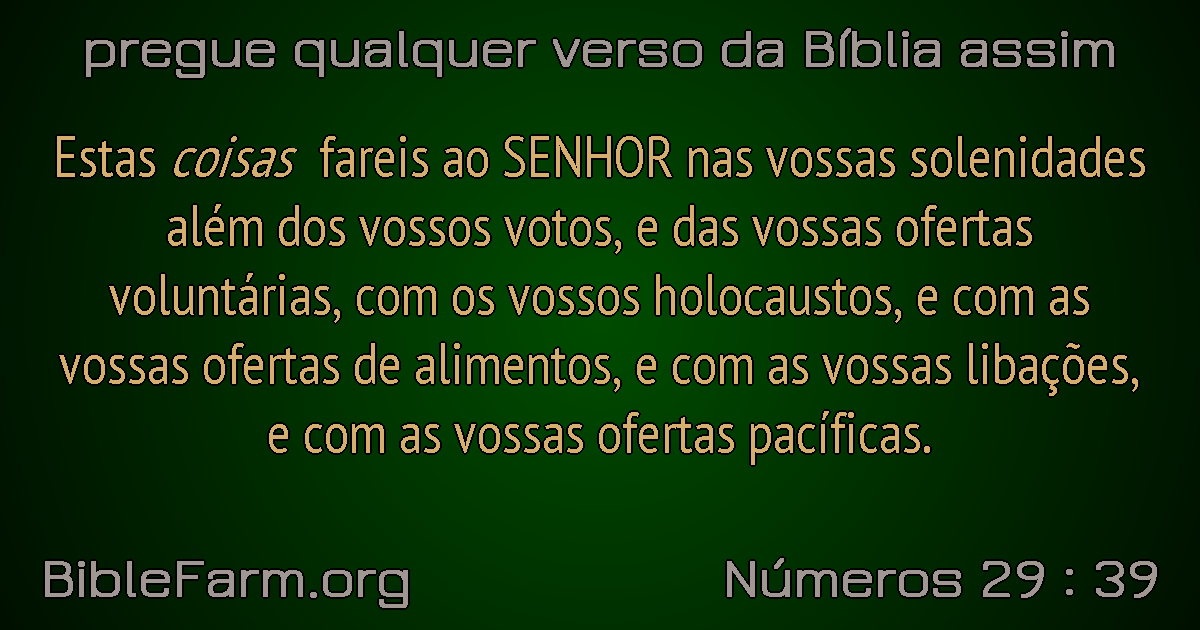 pregue qualquer verso da Bíblia assim
Estas coisas fareis ao SENHOR nas vossas solenidades
além dos vossos votos, e das vossas ofertas
voluntárias, com os vossos holocaustos, e com as
vossas ofertas de alimentos, e com as vossas libações,
e com as vossas ofertas pacíficas.
BibleFarm.org
Números 29 : 39